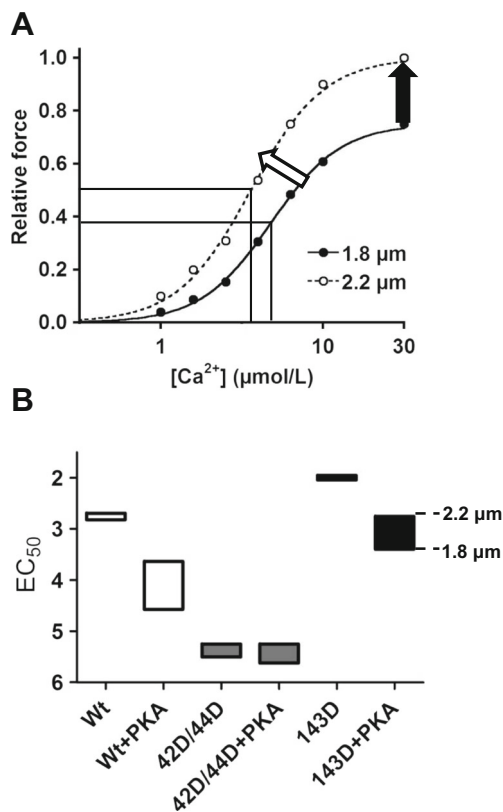 A
Relative force
1.0
0.8
0.6
0.4
0.2
0.0
1.8 µm
2.2 µm
1
10
30
[Ca²⁺] (µmol/L)
B
EC₅₀
2
3
4
5
6
2.2 µm
1.8 µm
Wt
Wt+PKA
42D/44D
42D/44D+PKA
143D
143D+PKA